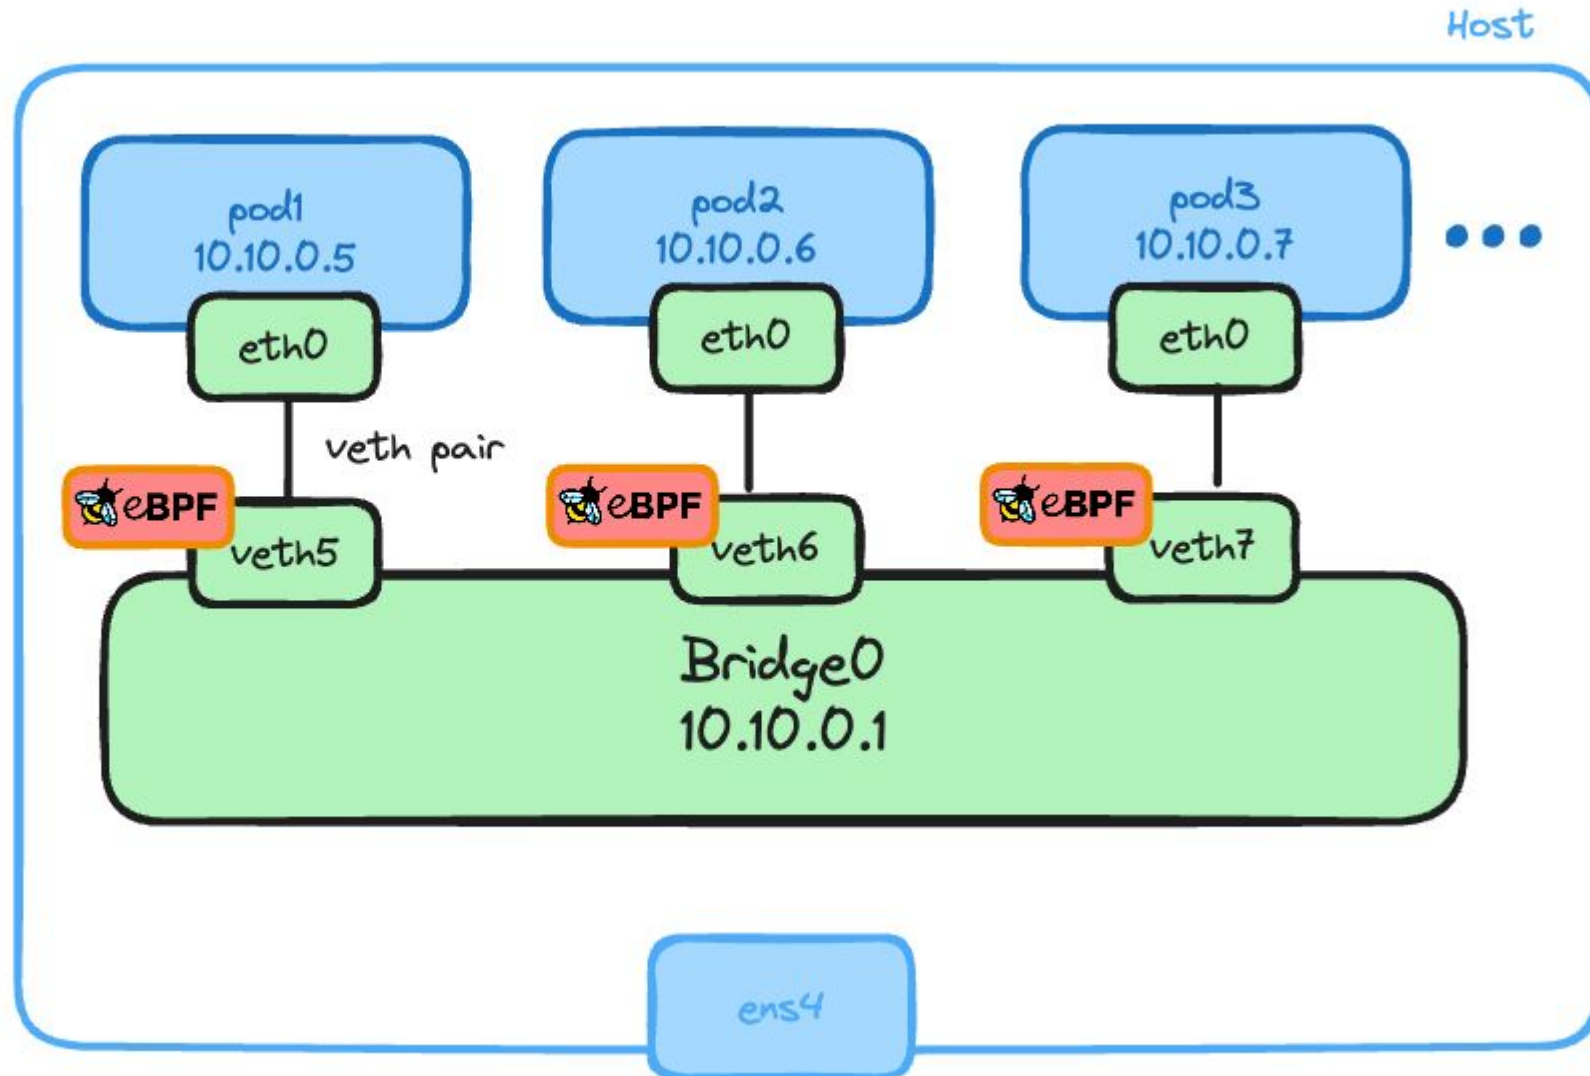 Host
pod1
10.10.0.5
pod2
10.10.0.6
pod3
10.10.0.7
eth0
eth0
eth0
veth pair
eBPF
veth5
eBPF
veth6
eBPF
veth7
Bridge0
10.10.0.1
ens4